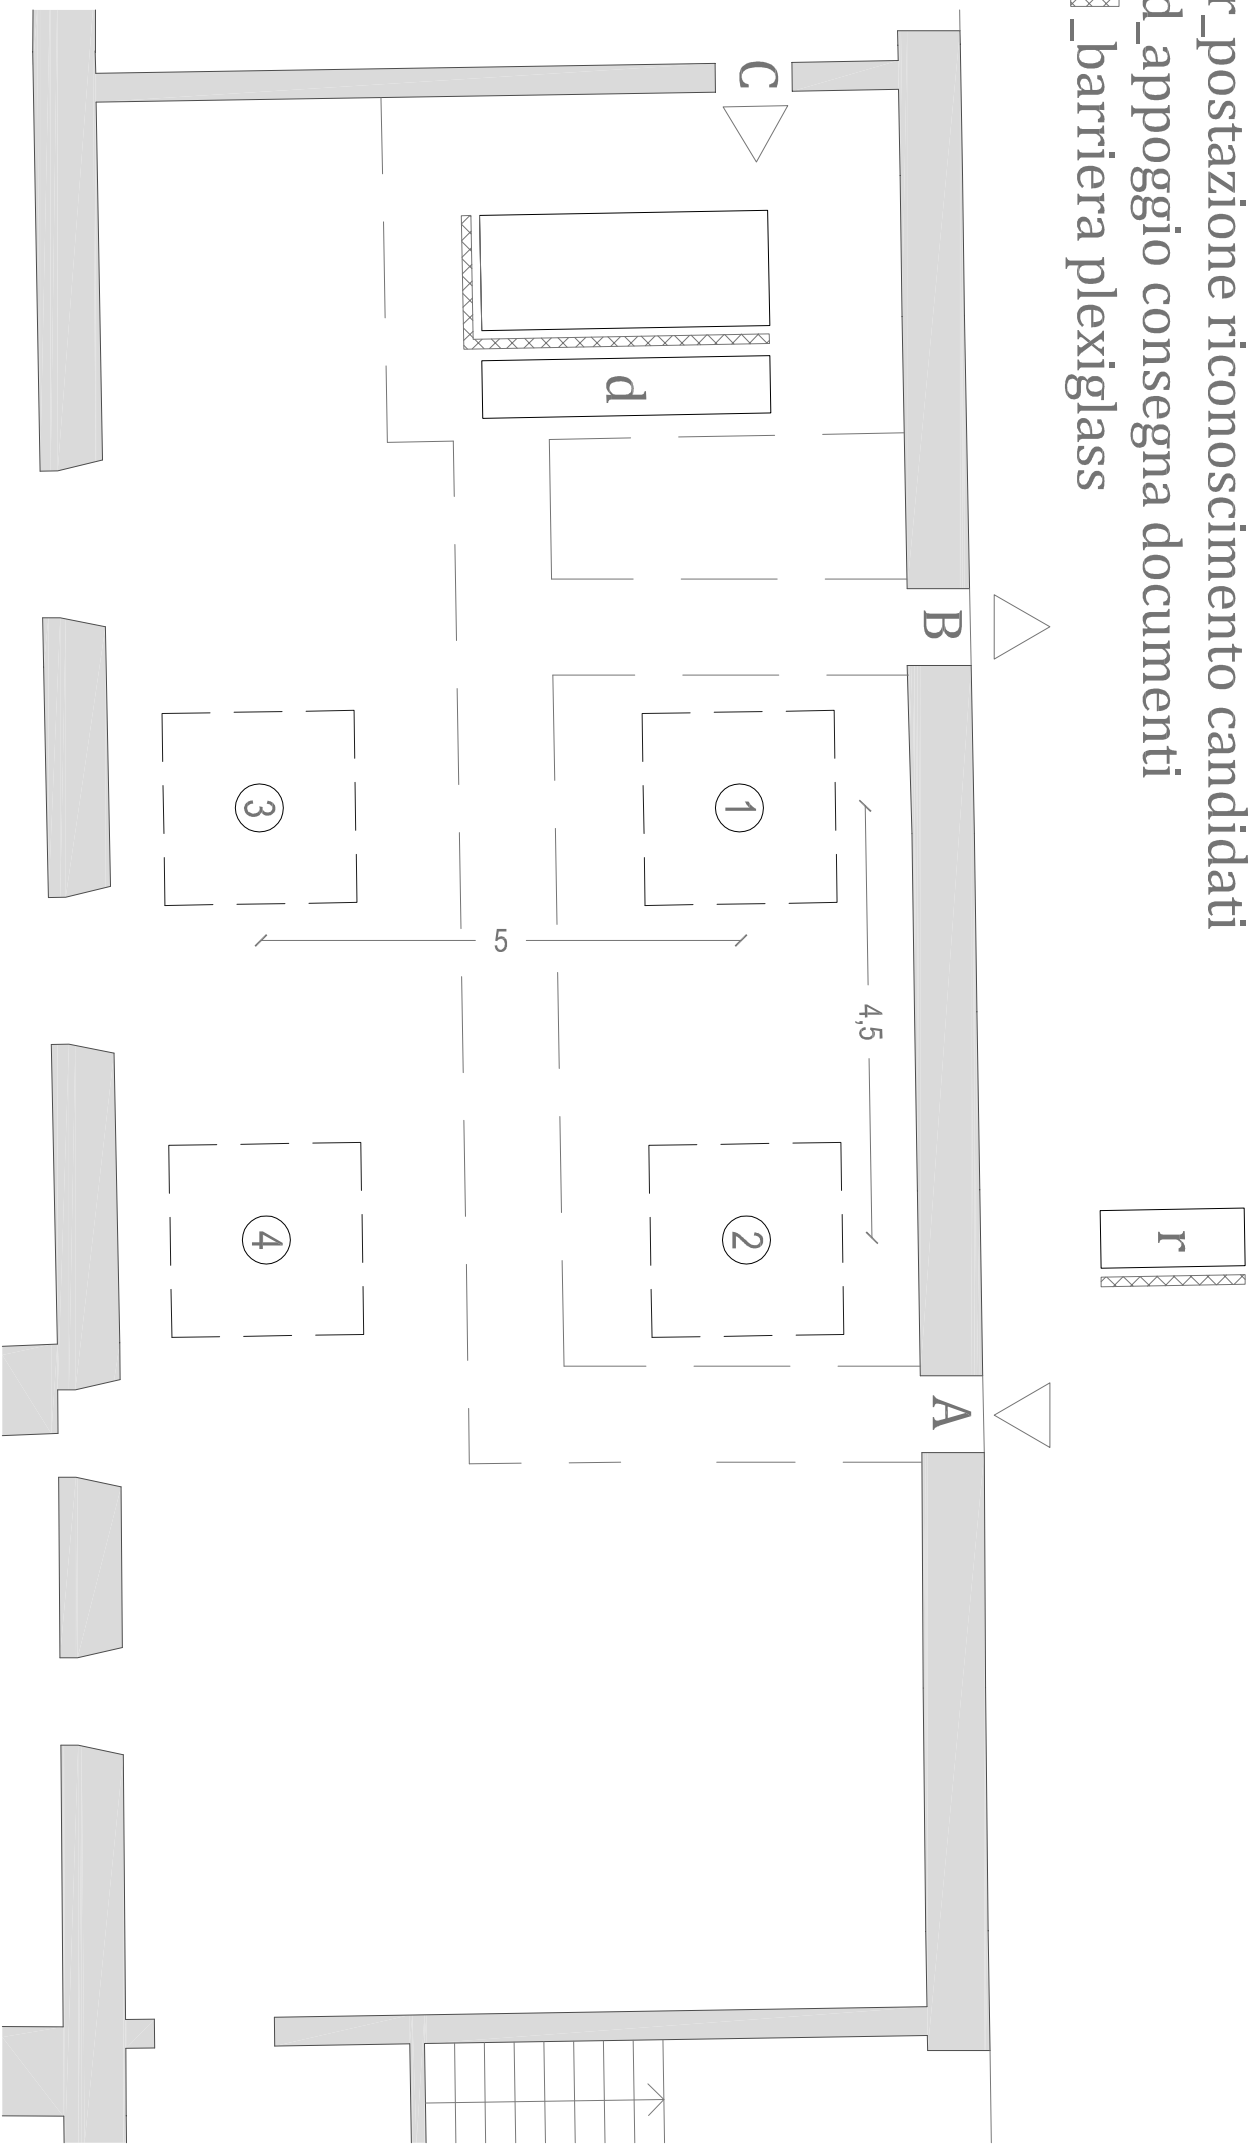 r_postazione riconoscimento candidati
d_appoggio consegna documenti
_barriera plexiglass
r
A
B
C
d
4,5
5
1
2
3
4